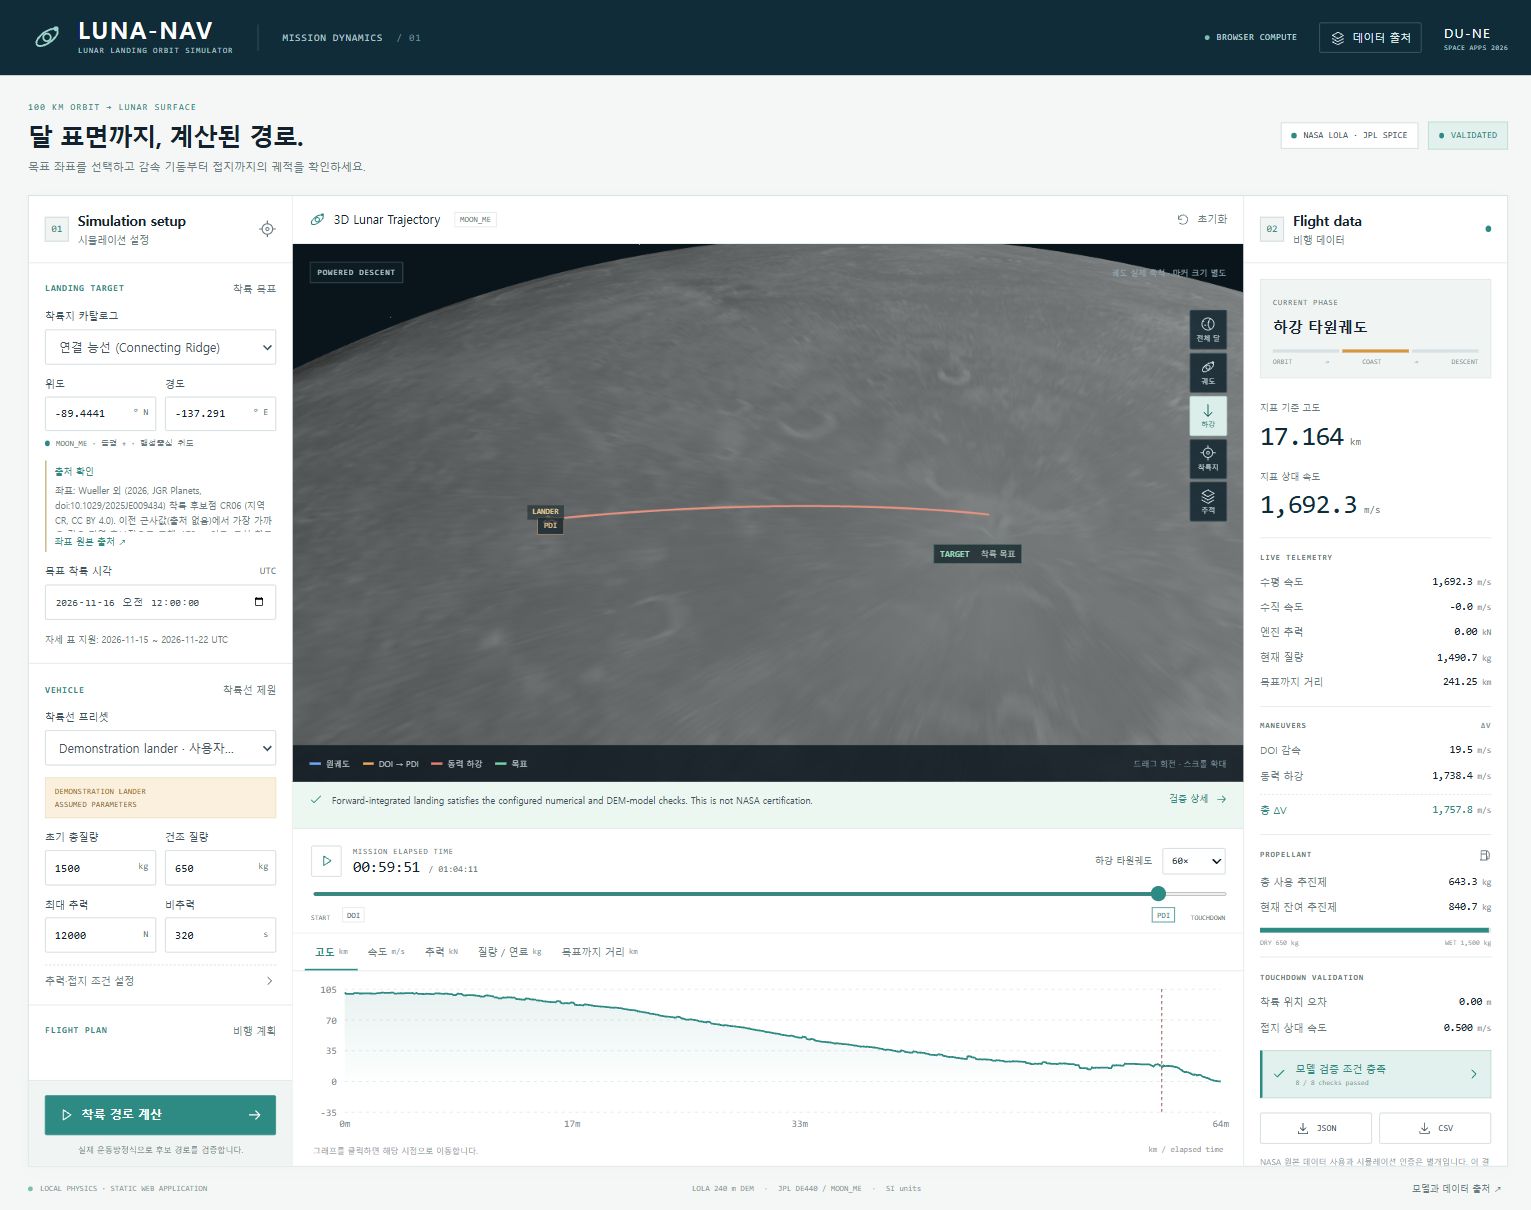 LUNA-NAV
LUNAR LANDING ORBIT SIMULATOR
MISSION DYNAMICS / 01
BROWSER COMPUTE
데이터 출처
DU-NE
SPACE APPS 2026
100 KM ORBIT → LUNAR SURFACE
달 표면까지, 계산된 경로.
목표 좌표를 선택하고 감속 기동부터 접지까지의 궤적을 확인하세요.
NASA LOLA · JPL SPICE
VALIDATED
01
Simulation setup
시뮬레이션 설정
LANDING TARGET
착륙 목표
착륙지 카탈로그
연결 능선 (Connecting Ridge)
위도
경도
-89.4441 ° N
-137.291 ° E
MOON_ME · 동경 + · 행성중심 위도
출처 확인
좌표: Wueller 외 (2026, JGR Planets,
doi:10.1029/2025JE009434) 착륙 후보점 CR06 (지역
CR, CC BY 4.0). 이전 근사값(출처 없음)에서 가장 가까
좌표 원본 출처 ↗
목표 착륙 시각
UTC
2026-11-16 오전 12:00:00
자세 표 지원: 2026-11-15 ~ 2026-11-22 UTC
VEHICLE
착륙선 제원
착륙선 프리셋
Demonstration lander · 사용자...
DEMONSTRATION LANDER
ASSUMED PARAMETERS
초기 총질량
건조 질량
1500 kg
650 kg
최대 추력
비추력
12000 N
320 s
추력·접지 조건 설정
FLIGHT PLAN
비행 계획
착륙 경로 계산 →
실제 운동방정식으로 후보 경로를 검증합니다.
3D Lunar Trajectory
MOON_ME
초기화
POWERED DESCENT
궤도 실제 축척 · 마커 크기 별도
전체 달
궤도
하강
착륙지
추적
LANDER
PDI
TARGET 착륙 목표
원궤도
DOI → PDI
동력 하강
목표
드래그 회전 · 스크롤 확대
Forward-integrated landing satisfies the configured numerical and DEM-model checks. This is not NASA certification.
검증 상세 →
MISSION ELAPSED TIME
00:59:51 / 01:04:11
하강 타원궤도
60×
START
DOI
PDI
TOUCHDOWN
고도 km
속도 m/s
추력 kN
질량 / 연료 kg
목표까지 거리 km
105
70
35
0
-35
0m
17m
33m
64m
그래프를 클릭하면 해당 시점으로 이동합니다.
km / elapsed time
02
Flight data
비행 데이터
CURRENT PHASE
하강 타원궤도
ORBIT → COAST → DESCENT
지표 기준 고도
17.164 km
지표 상대 속도
1,692.3 m/s
LIVE TELEMETRY
수평 속도 1,692.3 m/s
수직 속도 -0.0 m/s
엔진 추력 0.00 kN
현재 질량 1,490.7 kg
목표까지 거리 241.25 km
MANEUVERS ΔV
DOI 감속 19.5 m/s
동력 하강 1,738.4 m/s
총 ΔV 1,757.8 m/s
PROPELLANT
총 사용 추진제 643.3 kg
현재 잔여 추진제 840.7 kg
DRY 650 kg
WET 1,500 kg
TOUCHDOWN VALIDATION
착륙 위치 오차 0.00 m
접지 상대 속도 0.500 m/s
모델 검증 조건 충족
8 / 8 checks passed
JSON
CSV
NASA 원본 데이터 사용과 시뮬레이션 인증은 별개입니다. 이 결
LOCAL PHYSICS · STATIC WEB APPLICATION
LOLA 240 m DEM · JPL DE440 / MOON_ME · SI units
모델과 데이터 출처 ↗